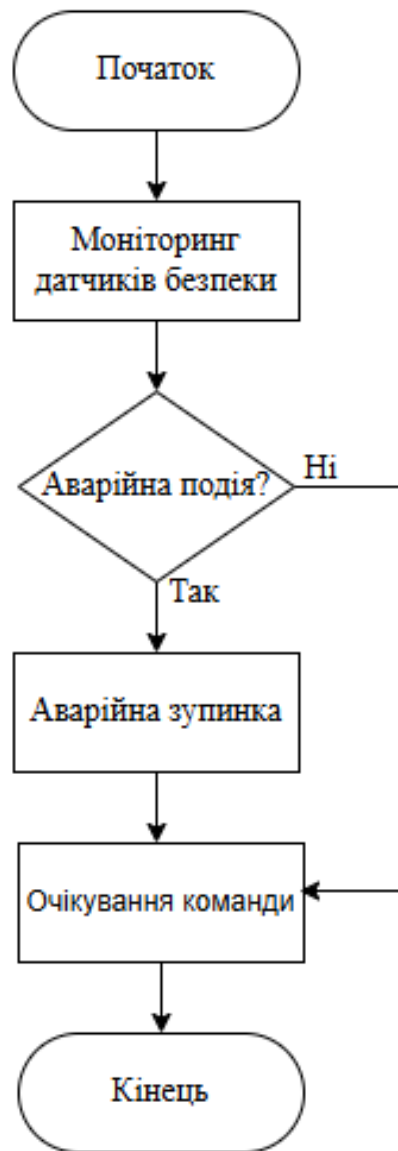 Початок
Моніторинг
датчиків безпеки
Аварійна подія?
Ні
Так
Аварійна зупинка
Очікування команди
Кінець